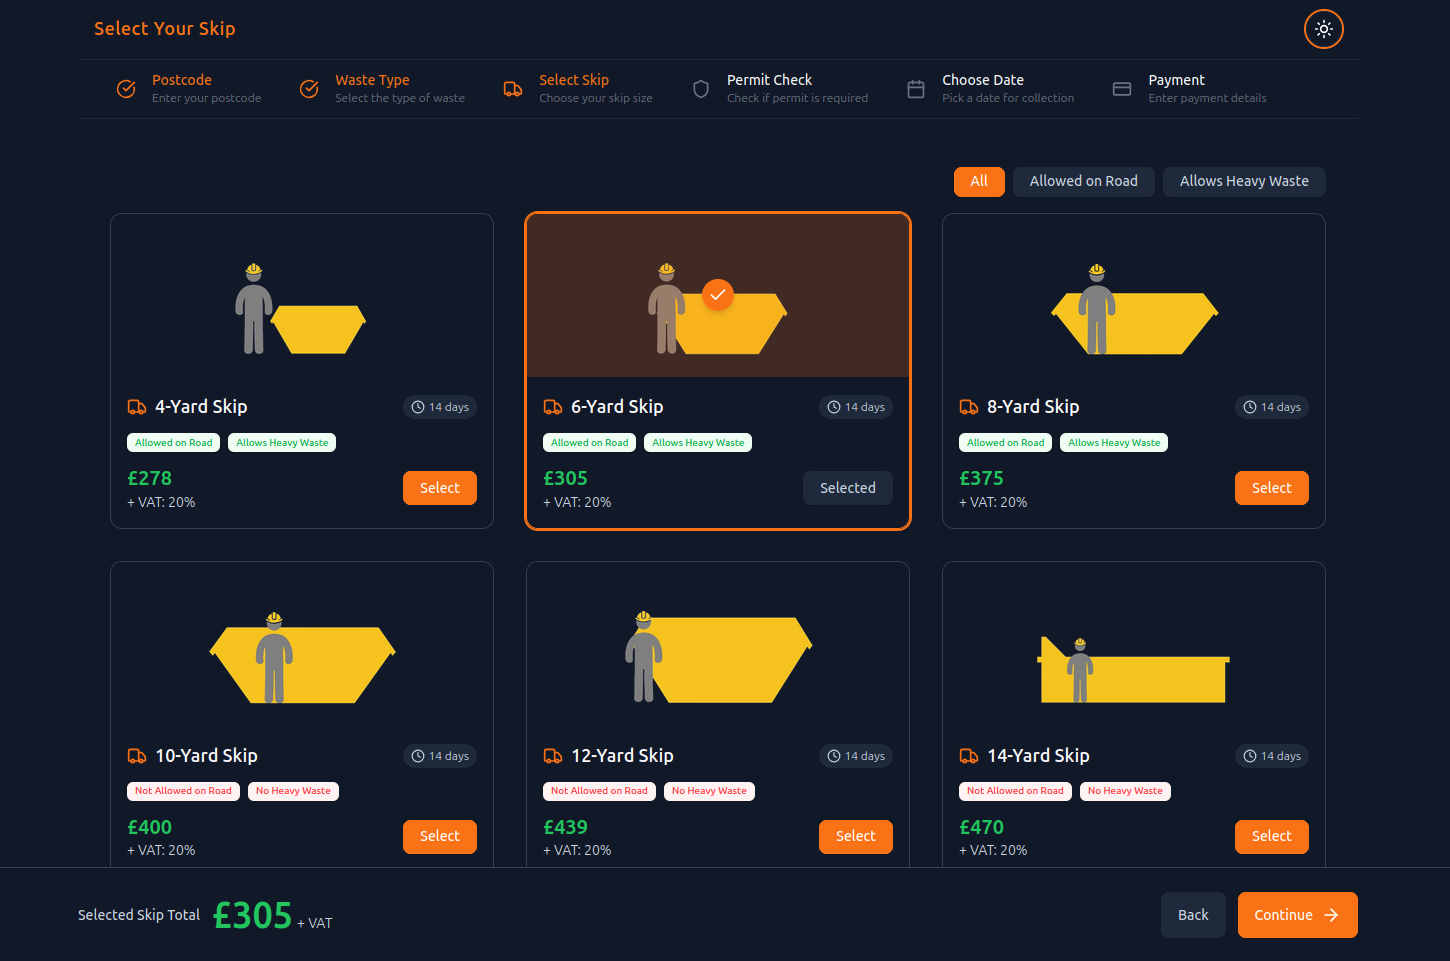 Select Your Skip
Postcode
Enter your postcode
Waste Type
Select the type of waste
Select Skip
Choose your skip size
Permit Check
Check if permit is required
Choose Date
Pick a date for collection
Payment
Enter payment details
All
Allowed on Road
Allows Heavy Waste
4-Yard Skip
14 days
Allowed on Road
Allows Heavy Waste
£278
+ VAT: 20%
Select
6-Yard Skip
14 days
Allowed on Road
Allows Heavy Waste
£305
+ VAT: 20%
Selected
8-Yard Skip
14 days
Allowed on Road
Allows Heavy Waste
£375
+ VAT: 20%
Select
10-Yard Skip
14 days
Not Allowed on Road
No Heavy Waste
£400
+ VAT: 20%
Select
12-Yard Skip
14 days
Not Allowed on Road
No Heavy Waste
£439
+ VAT: 20%
Select
14-Yard Skip
14 days
Not Allowed on Road
No Heavy Waste
£470
+ VAT: 20%
Select
Selected Skip Total £305 + VAT
Back
Continue